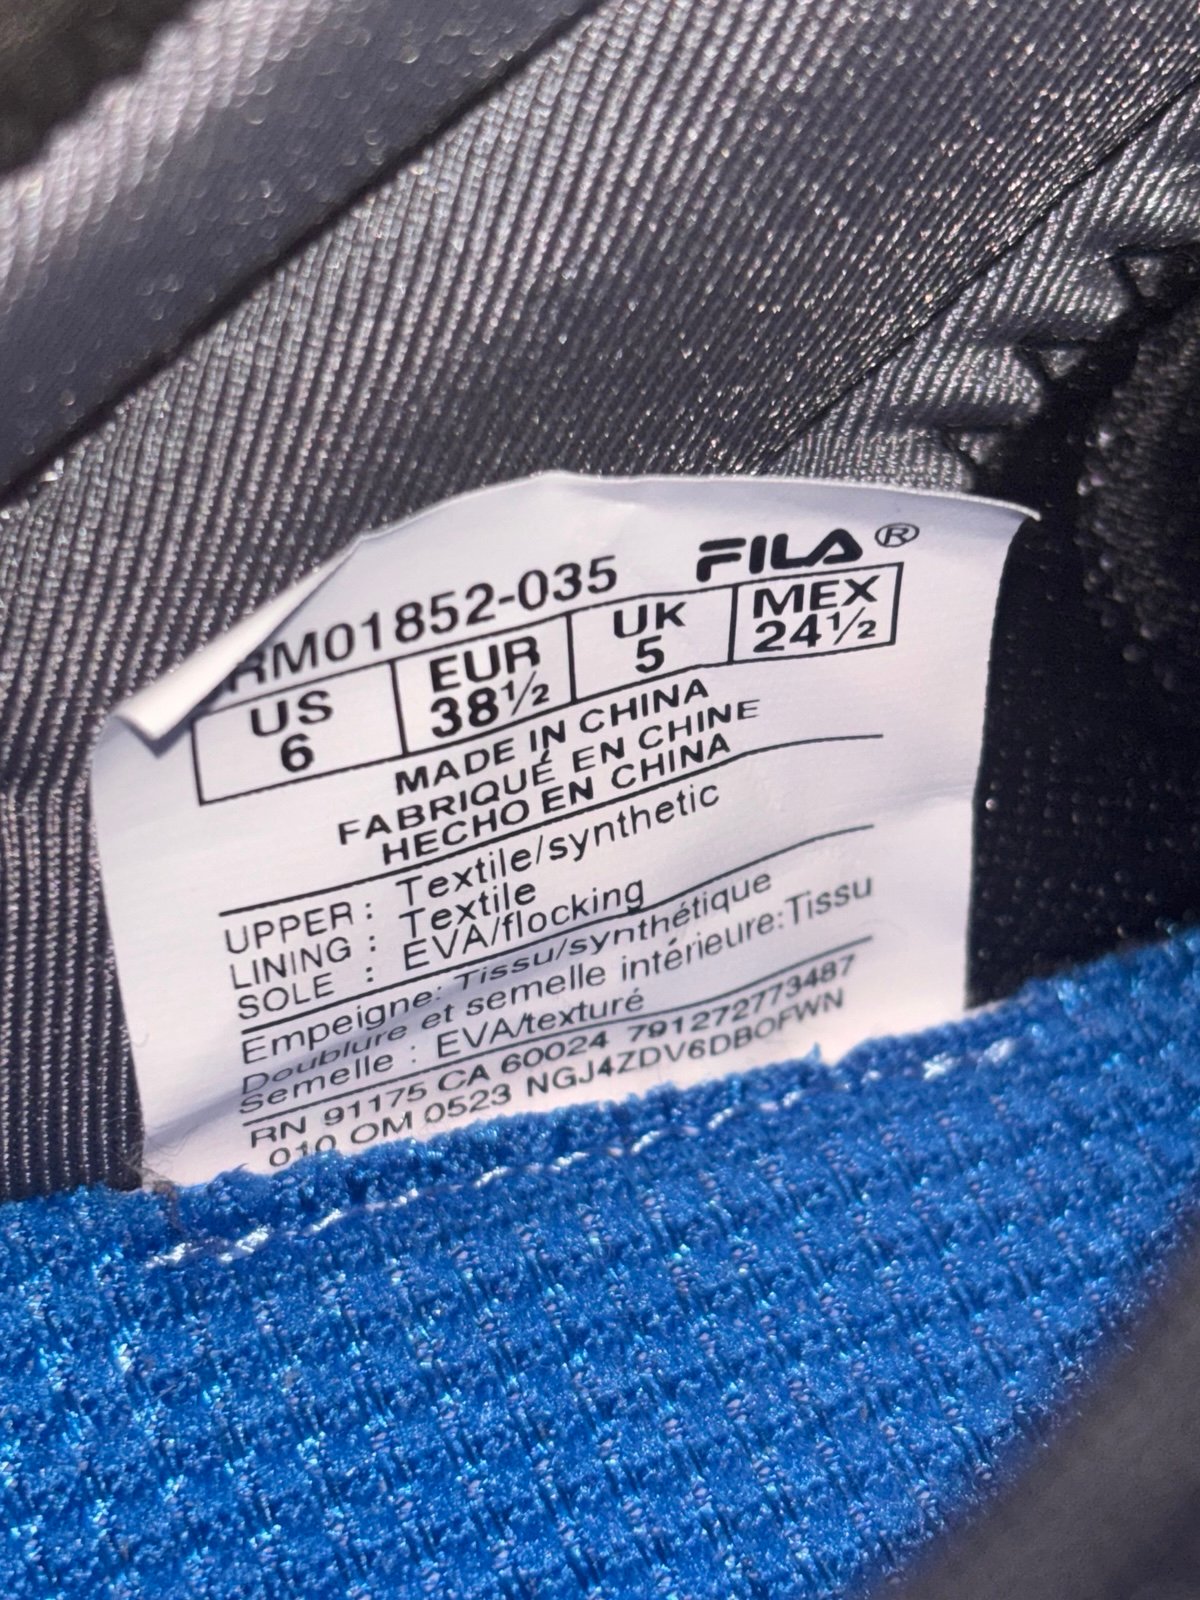 FILA®
RM01852-035
US EUR UK MEX
6 38½ 5 24½
MADE IN CHINA
FABRIQUÉ EN CHINE
HECHO EN CHINA
UPPER : Textile/synthetic
LINING : Textile
SOLE : EVA/flocking
Empeigne: Tissu/synthétique
Doublure et semelle intérieure:Tissu
Semelle : EVA/texturé
RN 91175 CA 60024 791272773487
010 OM 0523 NGJ4ZDV6DBOFWN